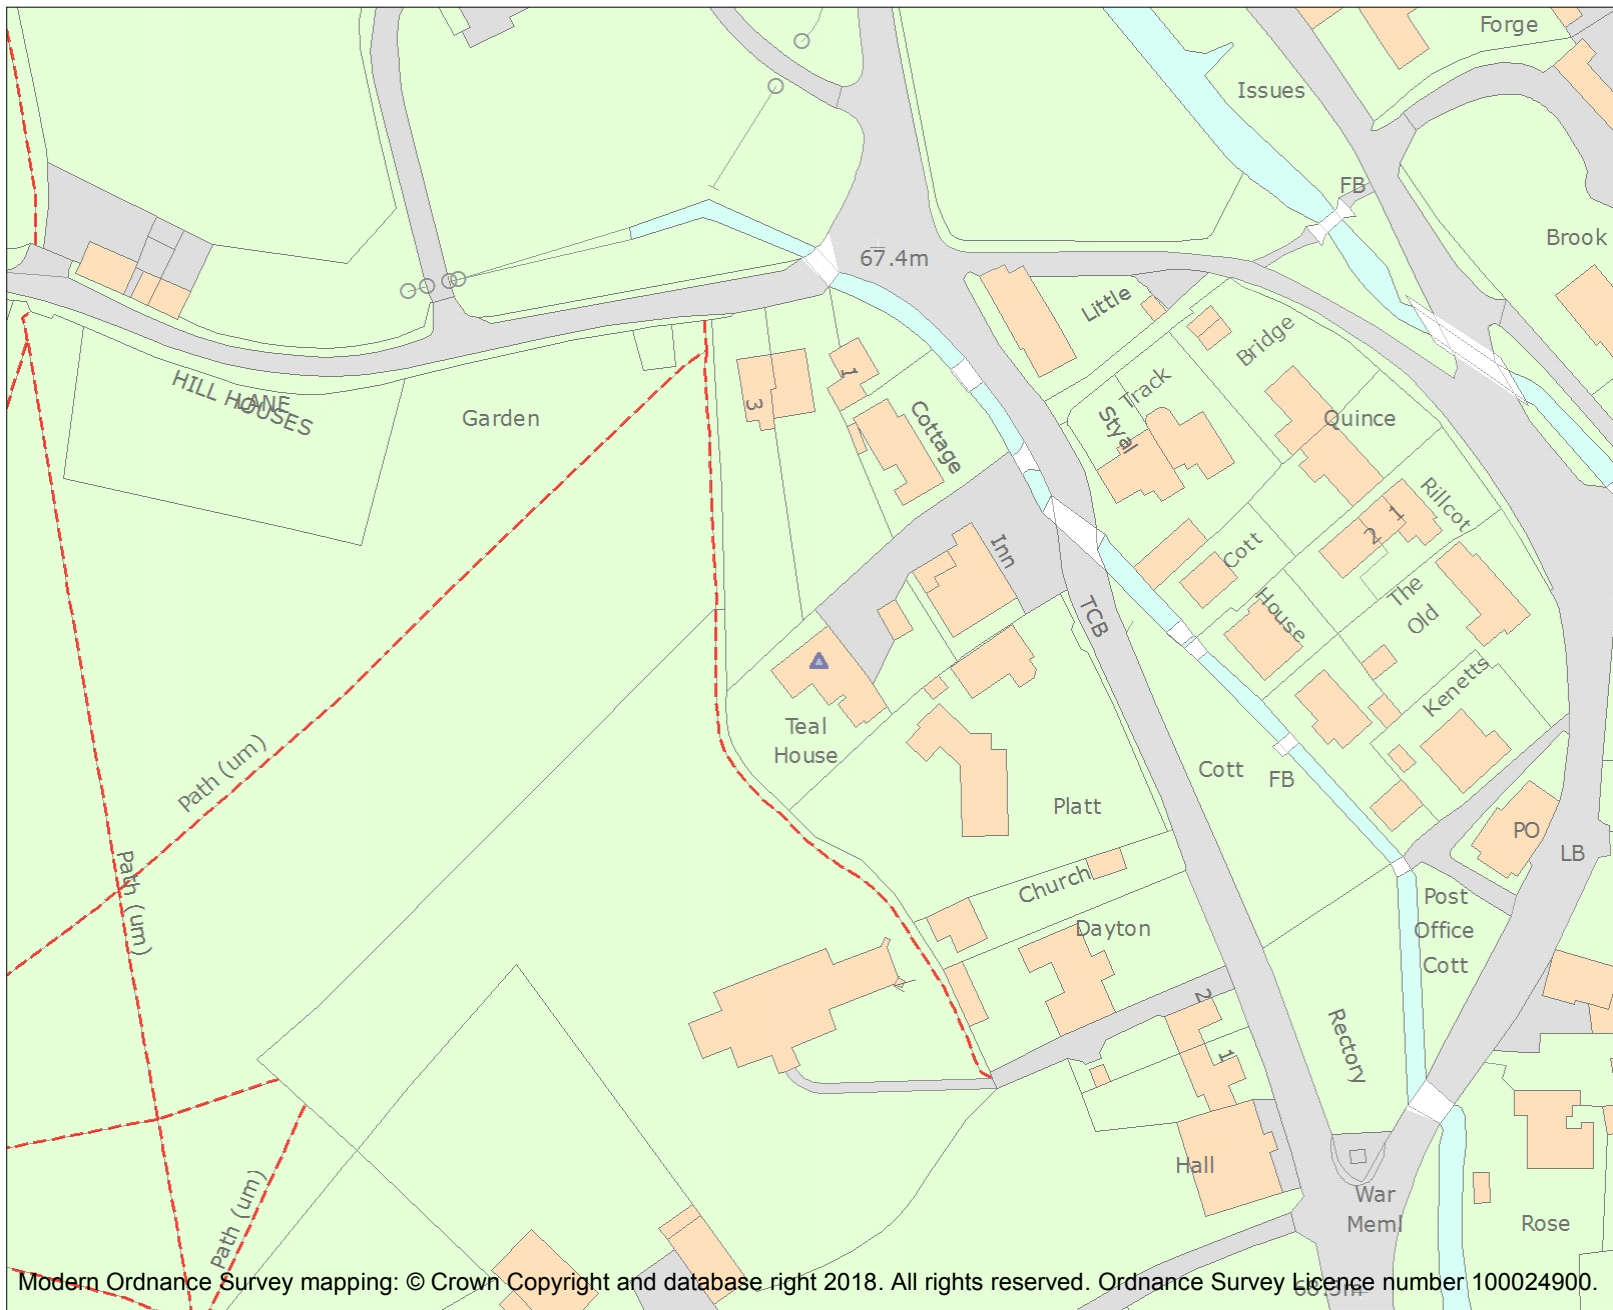 Forge
Issues
FB
Brook
67.4m
Little
Bridge
HILL HOUSES
LANE
Garden
3
1
Cottage
Track
Styal
Quince
Rillcot
1
2
Inn
Cott
The
Old
House
TCB
Kenetts
Teal
House
Path (um)
Cott
FB
Platt
PO
LB
Path (um)
Church
Post
Office
Cott
Dayton
2
1
Rectory
Hall
War
Meml
Rose
Path (um)
Modern Ordnance Survey mapping: © Crown Copyright and database right 2018. All rights reserved. Ordnance Survey Licence number 100024900.